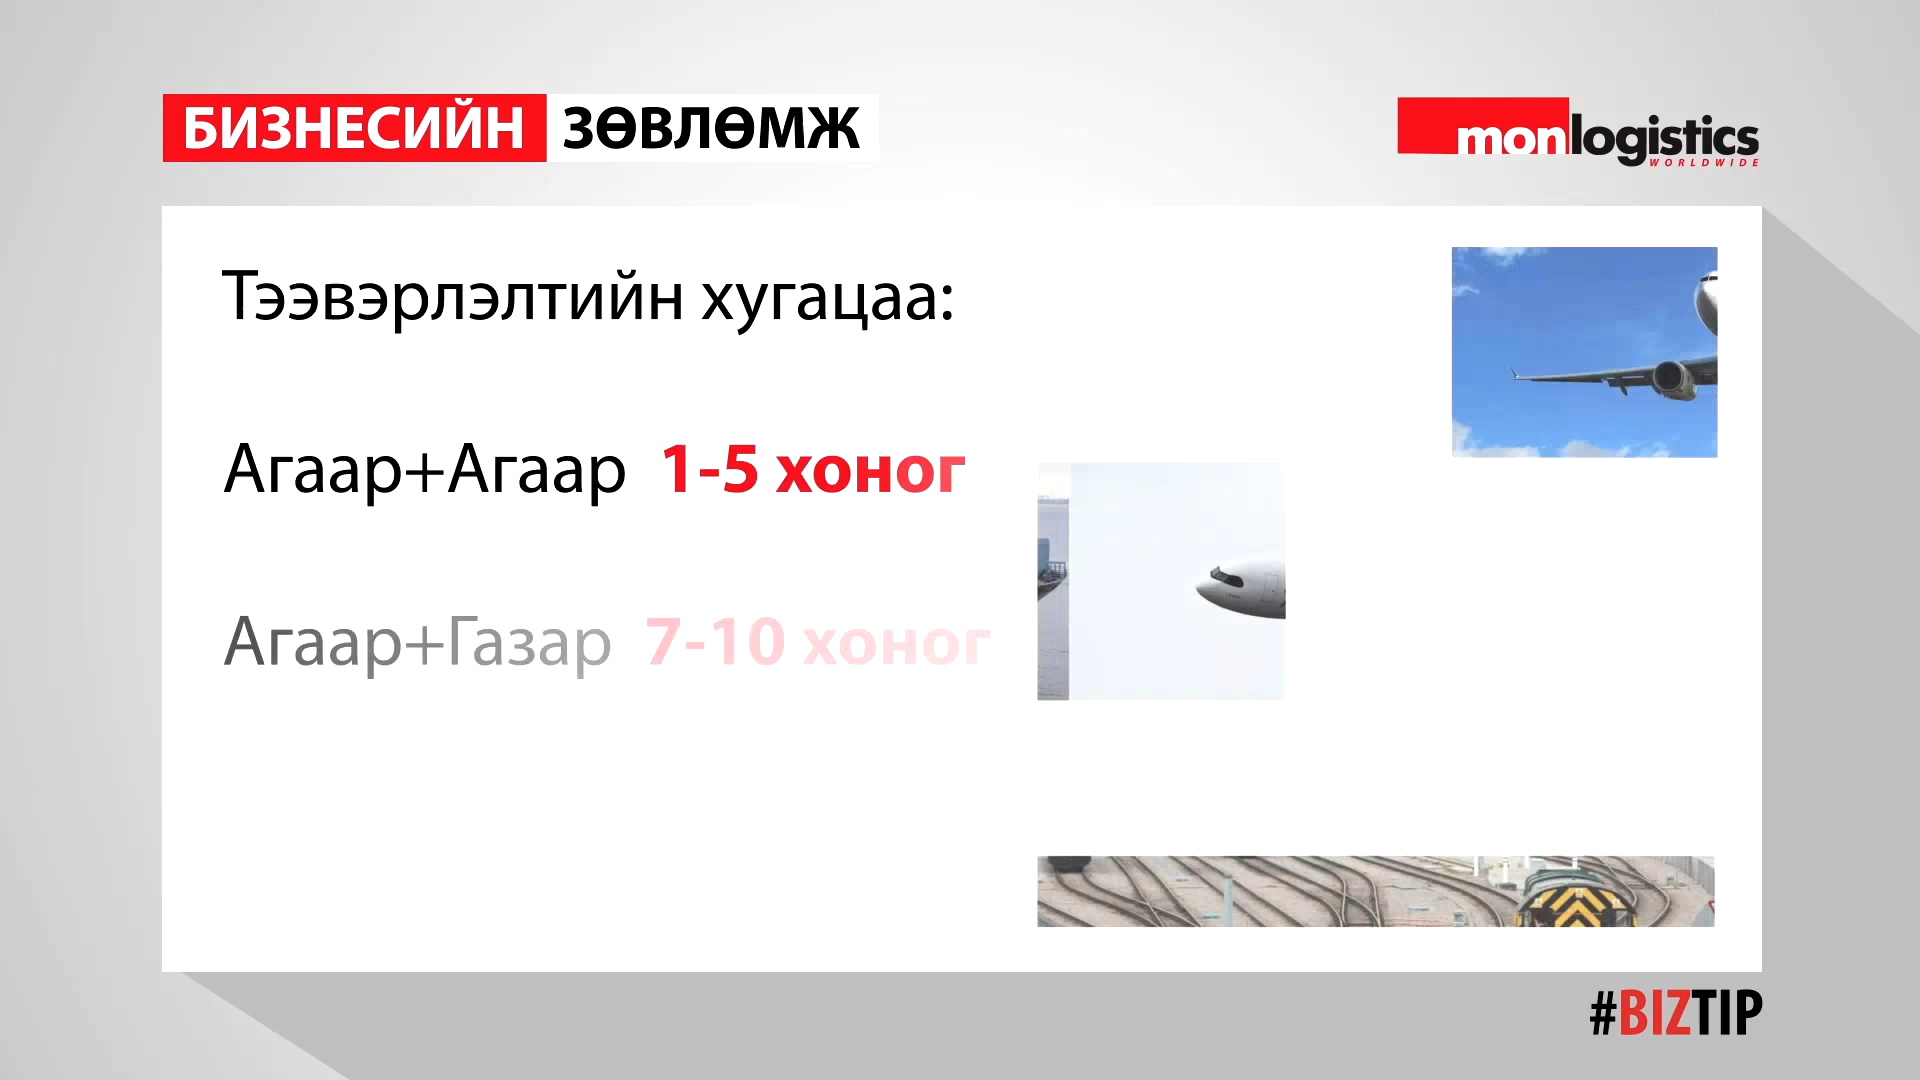 БИЗНЕСИЙН ЗӨВЛӨМЖ
monlogistics
WORLDWIDE
Тээвэрлэлтийн хугацаа:
Агаар+Агаар 1-5 хоног
Агаар+Газар 7-10 хоног
#BIZTIP